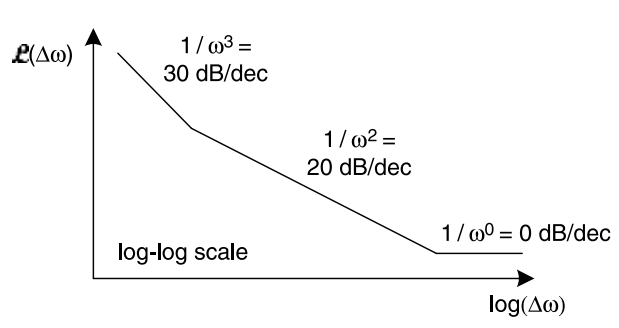 ℒ(Δω)
1/ω³ =
30 dB/dec
1/ω² =
20 dB/dec
1/ω⁰ = 0 dB/dec
log-log scale
log(Δω)